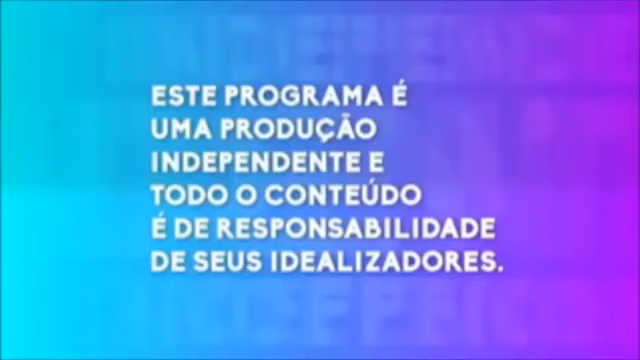 ESTE PROGRAMA É
UMA PRODUÇÃO
INDEPENDENTE E
TODO O CONTEÚDO
É DE RESPONSABILIDADE
DE SEUS IDEALIZADORES.